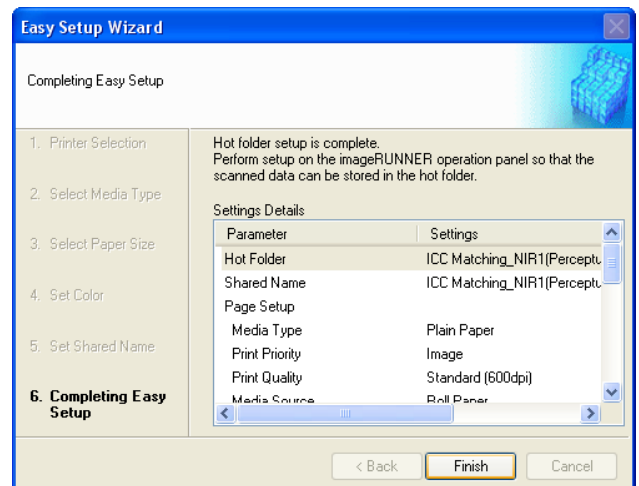 Easy Setup Wizard
Completing Easy Setup
1. Printer Selection
2. Select Media Type
3. Select Paper Size
4. Set Color
5. Set Shared Name
6. Completing Easy
Setup
Hot folder setup is complete.
Perform setup on the imageRUNNER operation panel so that the
scanned data can be stored in the hot folder.
Settings Details
Parameter Settings
Hot Folder ICC Matching_NIR1(Perceptu
Shared Name ICC Matching_NIR1(Perceptu
Page Setup
Media Type Plain Paper
Print Priority Image
Print Quality Standard (600dpi)
Media Source Roll Paper
< Back Finish Cancel